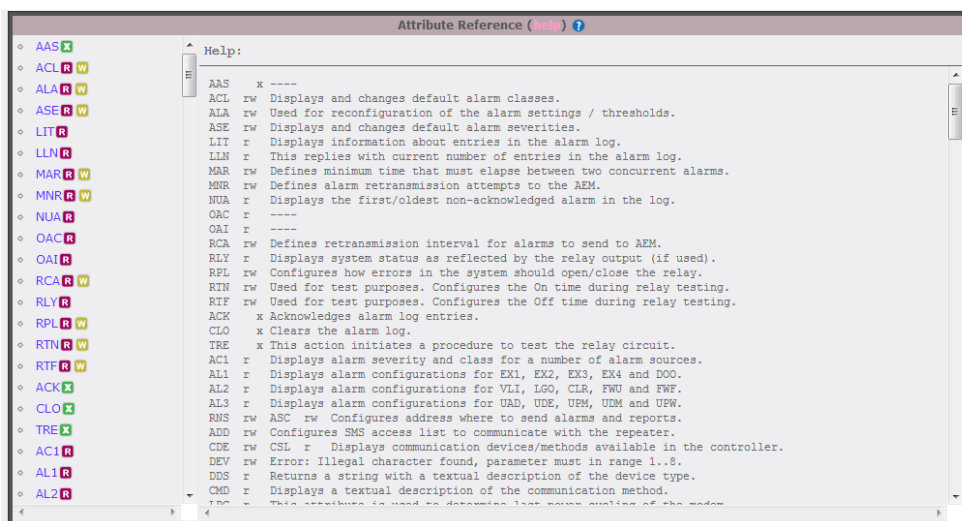 Attribute Reference (help) ?
AAS X
ACL R W
ALA R W
ASE R W
LIT R
LLN R
MAR R W
MNR R W
NUA R
OAC R
OAI R
RCA R W
RLY R
RPL R W
RTN R W
RTF R W
ACK X
CLO X
TRE X
AC1 R
AL1 R
AL2 R
Help:
AAS x ----
ACL rw Displays and changes default alarm classes.
ALA rw Used for reconfiguration of the alarm settings / thresholds.
ASE rw Displays and changes default alarm severities.
LIT r Displays information about entries in the alarm log.
LLN r This replies with current number of entries in the alarm log.
MAR rw Defines minimum time that must elapse between two concurrent alarms.
MNR rw Defines alarm retransmission attempts to the AEM.
NUA r Displays the first/oldest non-acknowledged alarm in the log.
OAC r ----
OAI r ----
RCA rw Defines retransmission interval for alarms to send to AEM.
RLY r Displays system status as reflected by the relay output (if used).
RPL rw Configures how errors in the system should open/close the relay.
RTN rw Used for test purposes. Configures the On time during relay testing.
RTF rw Used for test purposes. Configures the Off time during relay testing.
ACK x Acknowledges alarm log entries.
CLO x Clears the alarm log.
TRE x This action initiates a procedure to test the relay circuit.
AC1 r Displays alarm severity and class for a number of alarm sources.
AL1 r Displays alarm configurations for EX1, EX2, EX3, EX4 and DOO.
AL2 r Displays alarm configurations for VLI, LGO, CLR, FWU and FWF.
AL3 r Displays alarm configurations for UAD, UDE, UPM, UDM and UPW.
RNS rw ASC rw Configures address where to send alarms and reports.
ADD rw Configures SMS access list to communicate with the repeater.
CDE rw CSL r Displays communication devices/methods available in the controller.
DEV rw Error: Illegal character found, parameter must in range 1..8.
DDS r Returns a string with a textual description of the device type.
CMD r Displays a textual description of the communication method.
LPC r This attribute is used to determine last power cycling of the modem